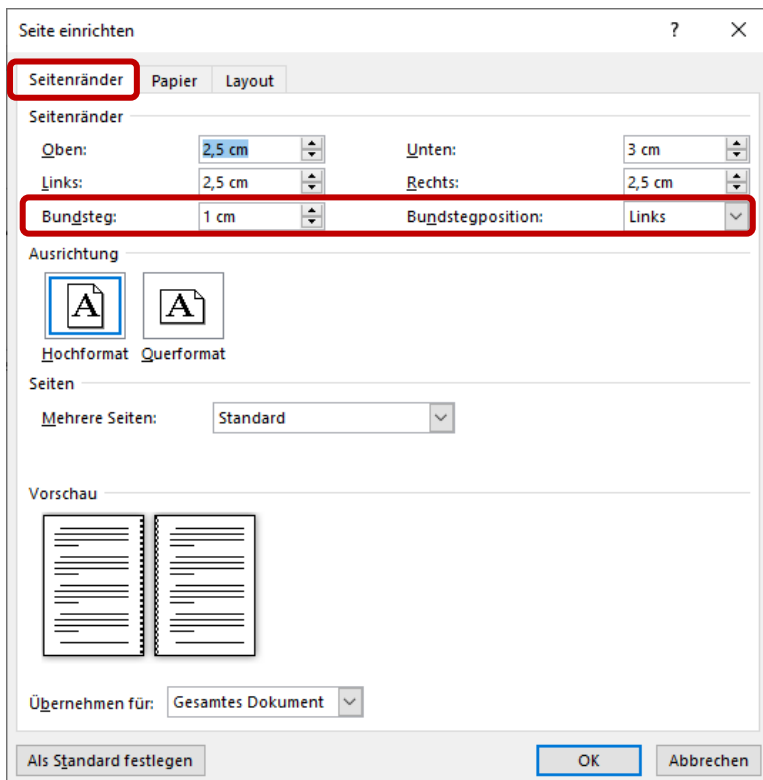 Seite einrichten ?
Seitenränder Papier Layout
Seitenränder
Oben: 2,5 cm Unten: 3 cm
Links: 2,5 cm Rechts: 2,5 cm
Bundsteg: 1 cm Bundstegposition: Links
Ausrichtung
A A
Hochformat Querformat
Seiten
Mehrere Seiten: Standard
Vorschau
Übernehmen für: Gesamtes Dokument
Als Standard festlegen OK Abbrechen